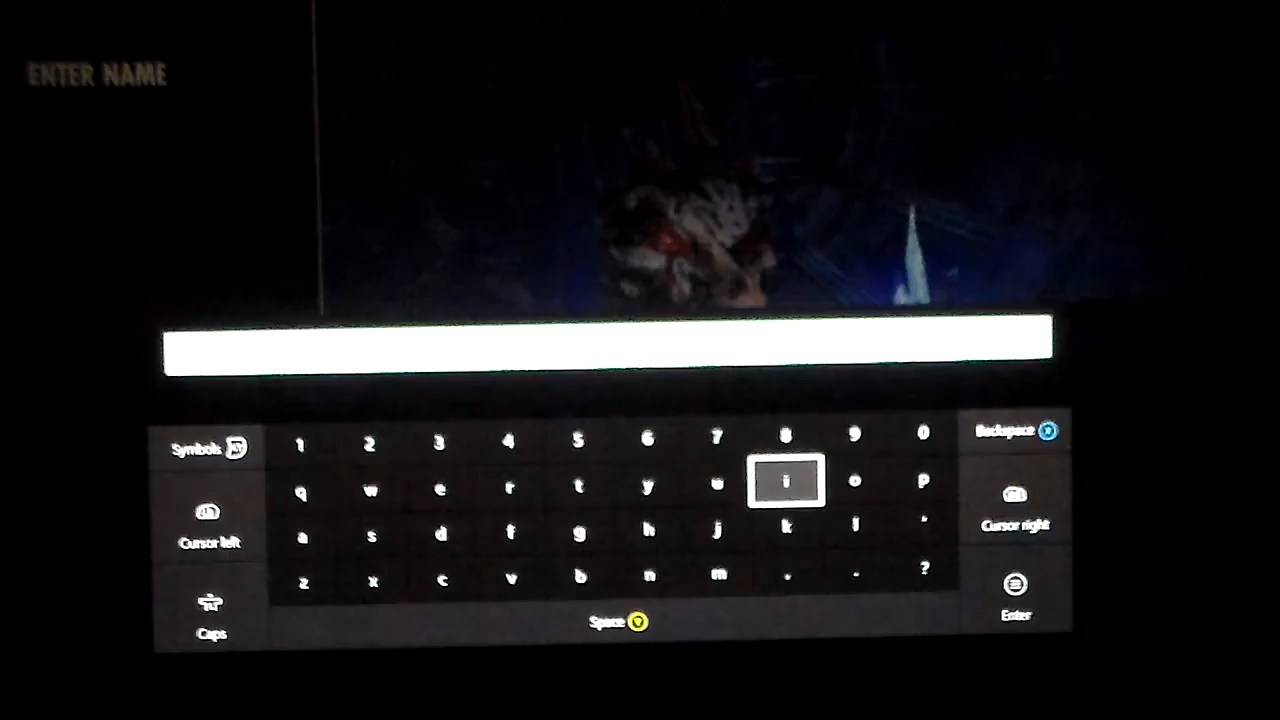 ENTER NAME
Symbols 1 2 3 4 5 6 7 8 9 0 Backspace
q w e r t y u i o p
Cursor left a s d f g h j k l ' Cursor right
z x c v b n m , . ?
Caps Space Enter